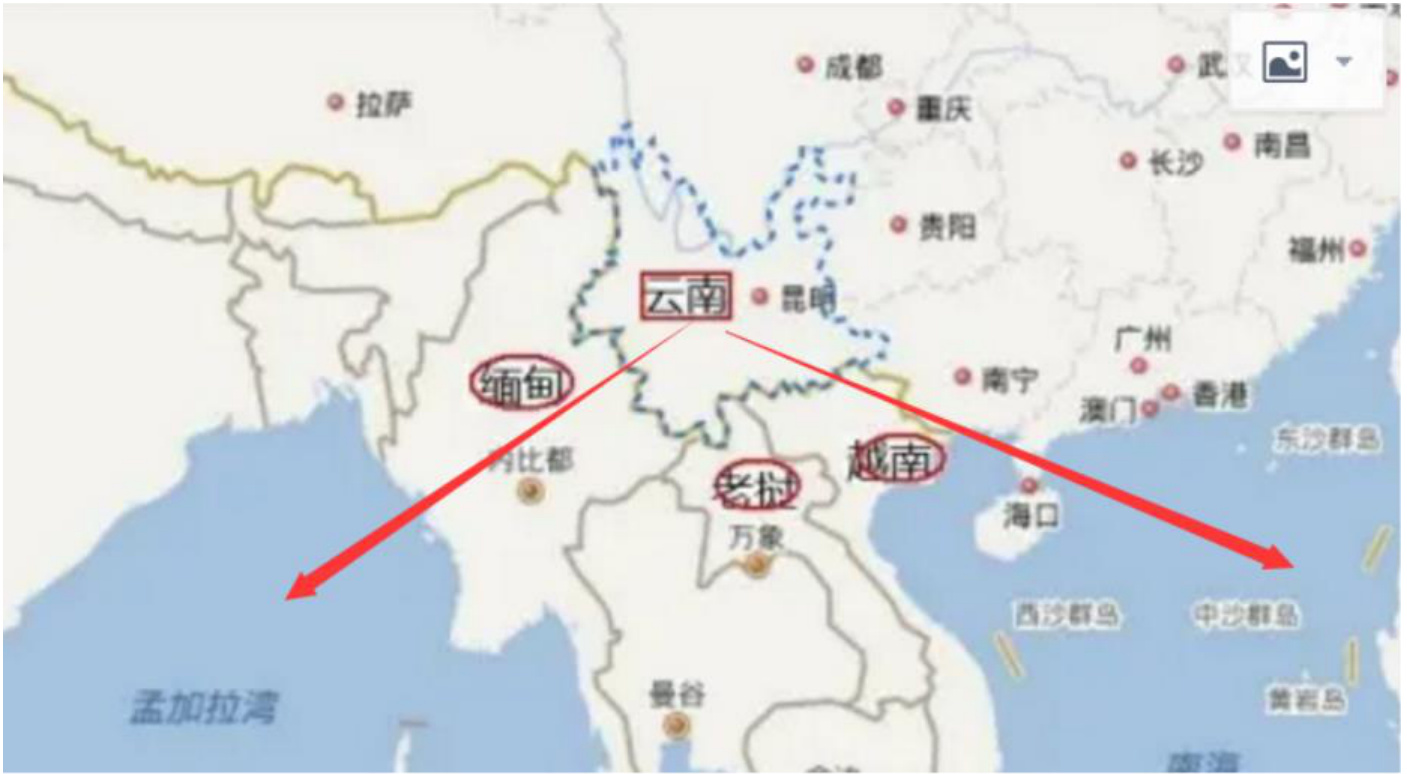 成都
武汉
拉萨
重庆
南昌
长沙
贵阳
福州
云南
昆明
广州
缅甸
南宁
香港
澳门
东沙群岛
越南
内比都
老挝
海口
万象
西沙群岛
中沙群岛
曼谷
黄岩岛
孟加拉湾
南海